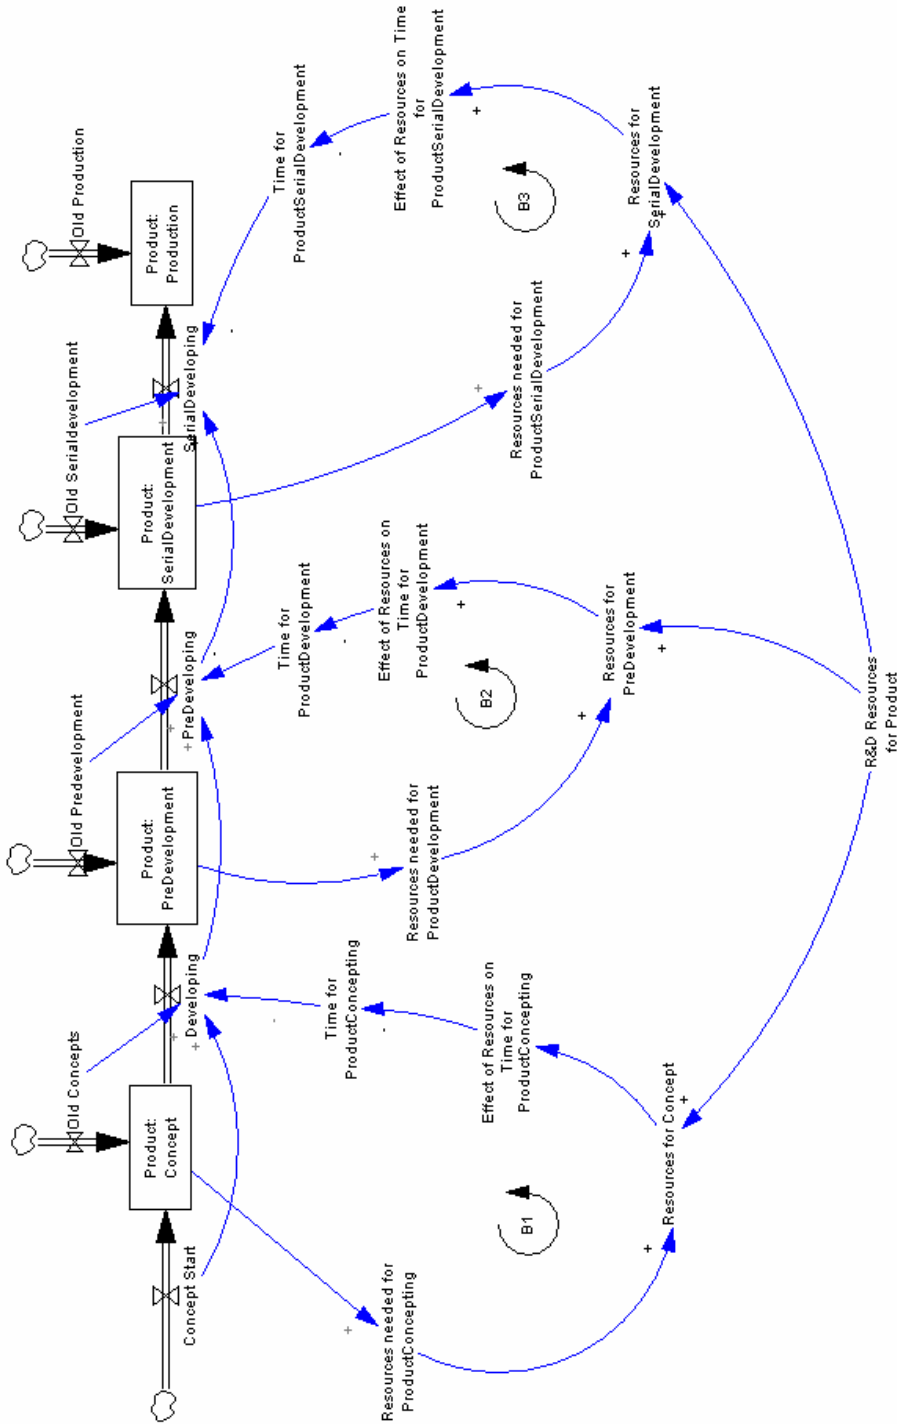 Old Concepts
Old Predevelopment
Old Serialdevelopment
Old Production
Product:
Concept
Product:
PreDevelopment
Product:
SerialDevelopment
Product:
Production
Concept Start
Developing
PreDeveloping
SerialDeveloping
Time for
ProductConcepting
Time for
ProductDevelopment
Time for
ProductSerialDevelopment
Resources needed for
ProductConcepting
Effect of Resources on
Time for
ProductConcepting
Resources needed for
ProductDevelopment
Effect of Resources on
Time for
ProductDevelopment
Resources needed for
ProductSerialDevelopment
Effect of Resources on Time
for
ProductSerialDevelopment
B1
B2
B3
Resources for Concept
Resources for
PreDevelopment
Resources for
SerialDevelopment
R&D Resources
for Product